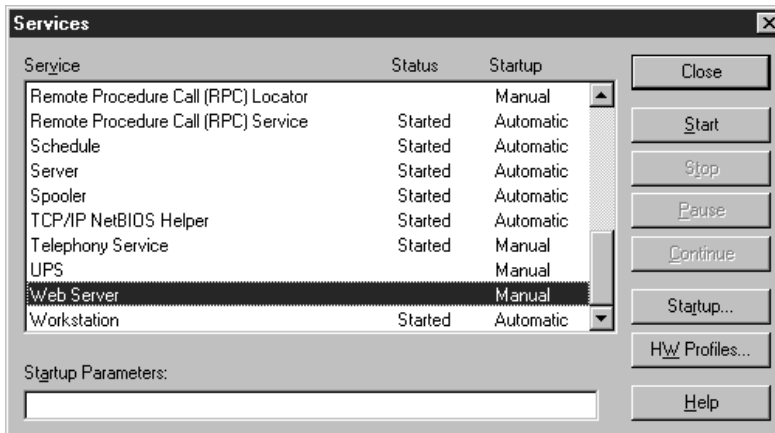 Services
Service Status Startup
Remote Procedure Call (RPC) Locator Manual
Remote Procedure Call (RPC) Service Started Automatic
Schedule Started Automatic
Server Started Automatic
Spooler Started Automatic
TCP/IP NetBIOS Helper Started Automatic
Telephony Service Started Manual
UPS Manual
Web Server Manual
Workstation Started Automatic
Startup Parameters:
Close
Start
Stop
Pause
Continue
Startup...
HW Profiles...
Help